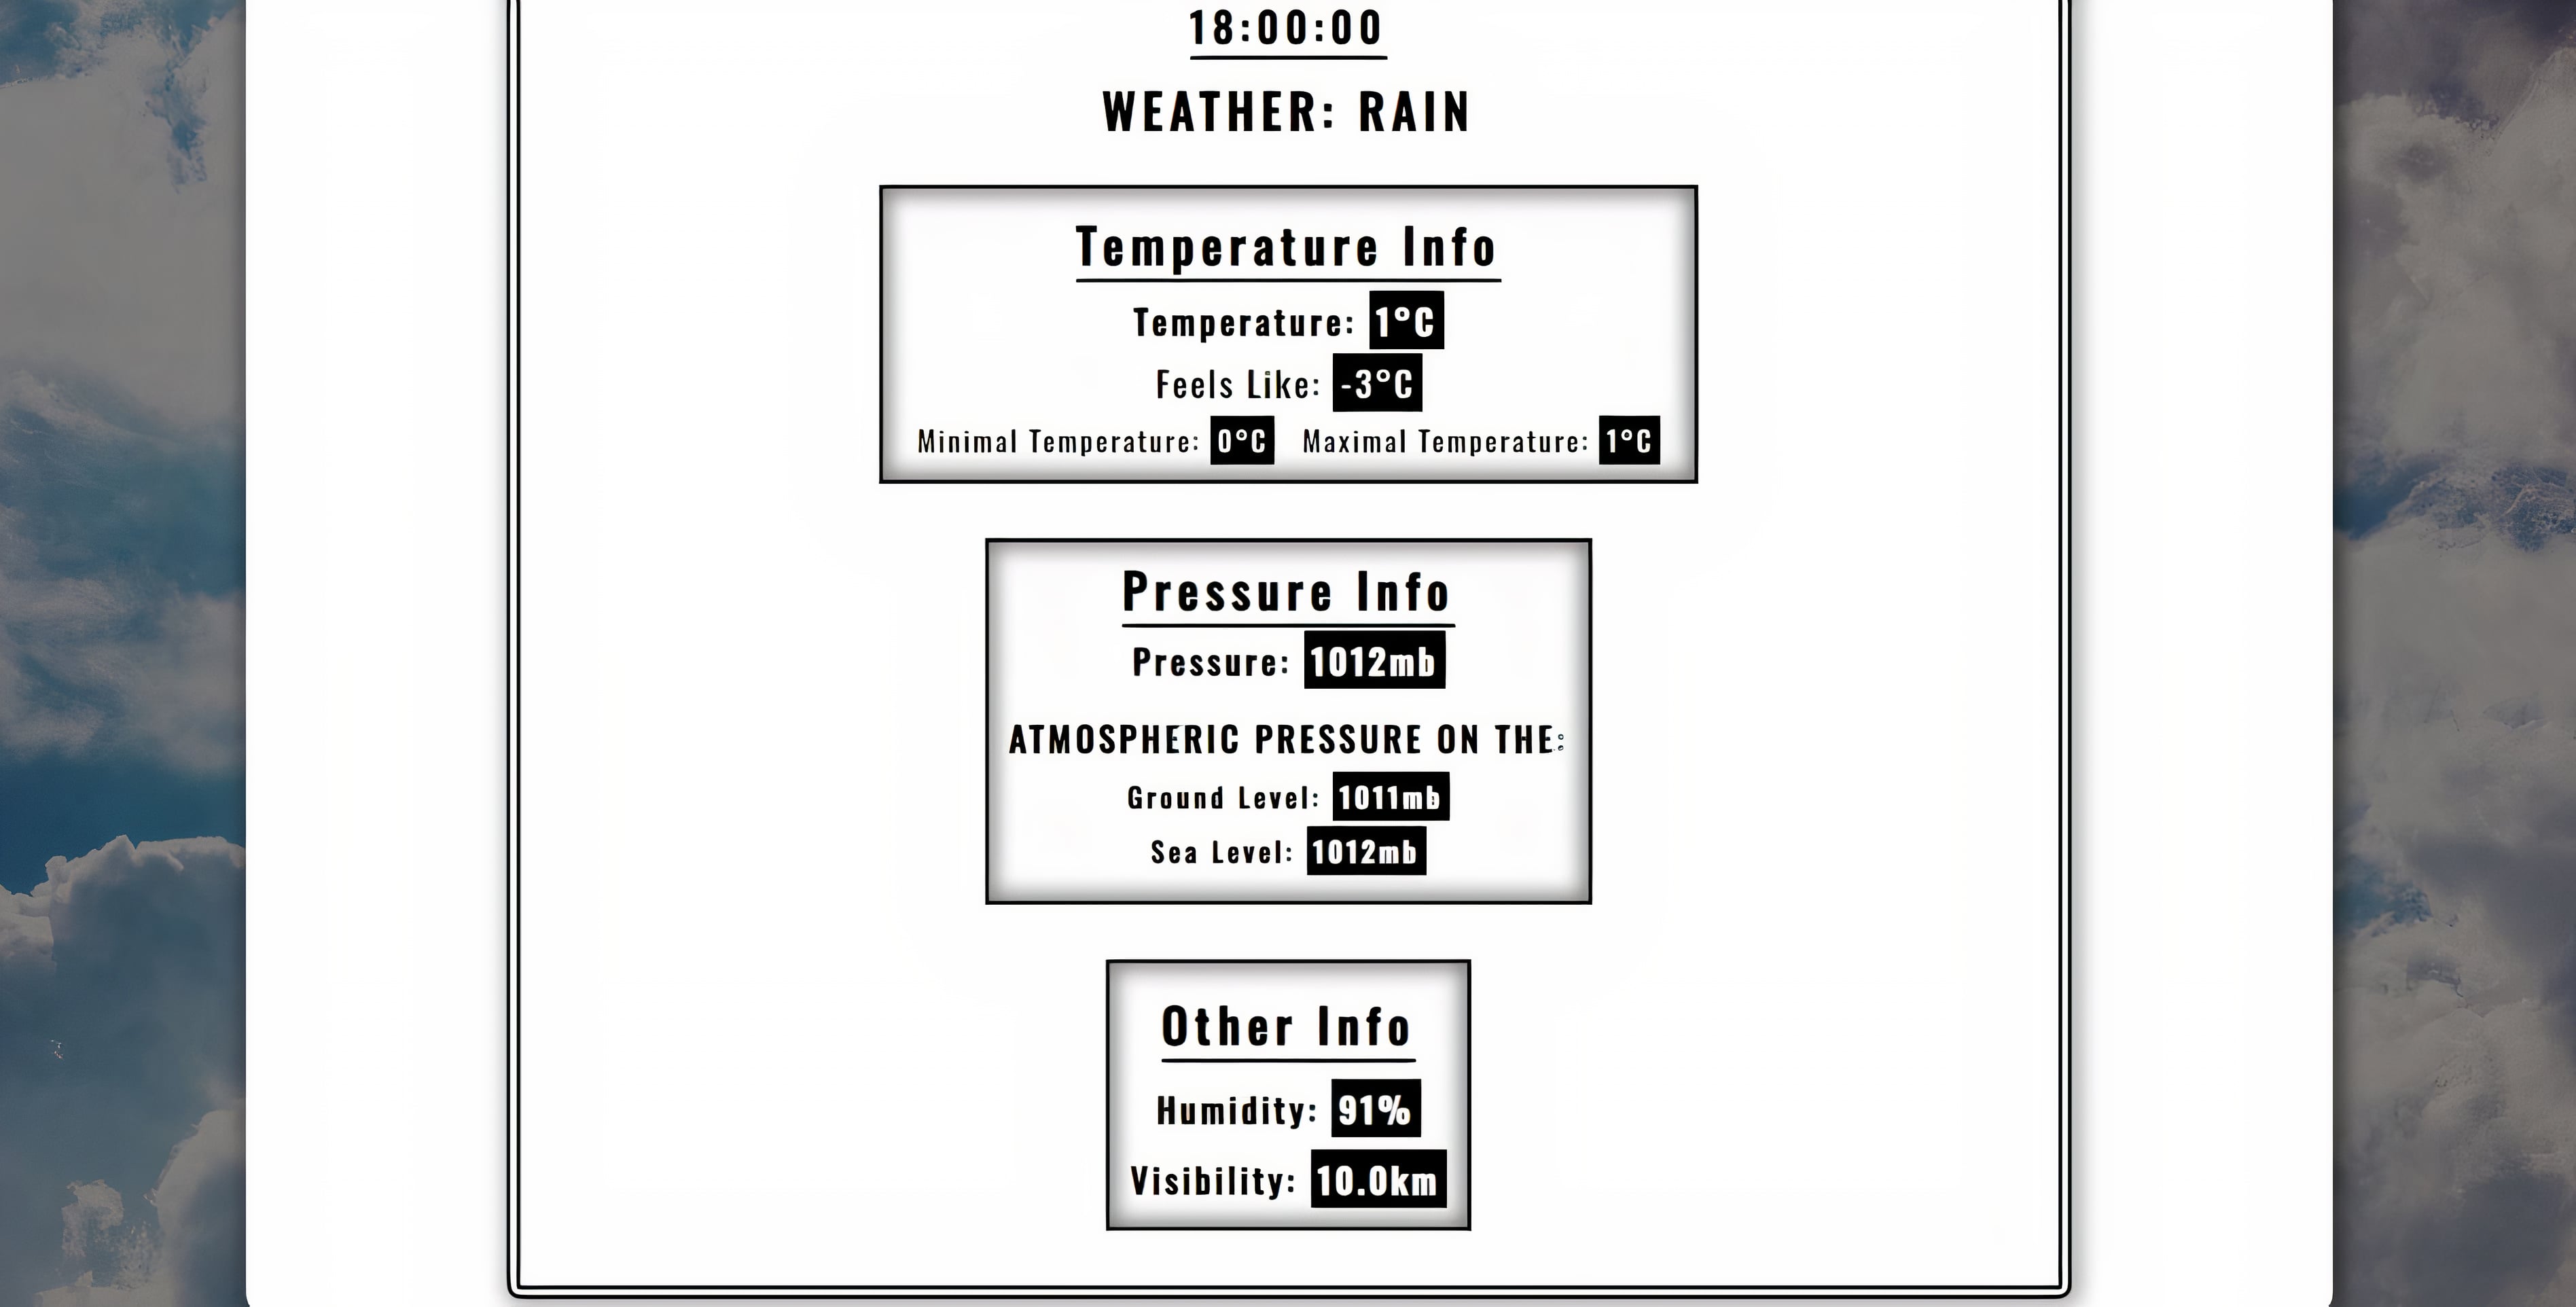 18:00:00
WEATHER: RAIN
Temperature Info
Temperature: 1°C
Feels Like: -3°C
Minimal Temperature: 0°C Maximal Temperature: 1°C
Pressure Info
Pressure: 1012mb
ATMOSPHERIC PRESSURE ON THE:
Ground Level: 1011mb
Sea Level: 1012mb
Other Info
Humidity: 91%
Visibility: 10.0km